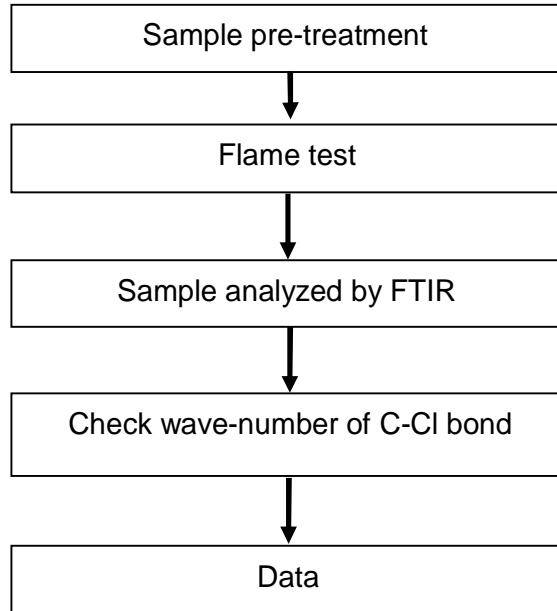 Sample pre-treatment
Flame test
Sample analyzed by FTIR
Check wave-number of C-Cl bond
Data